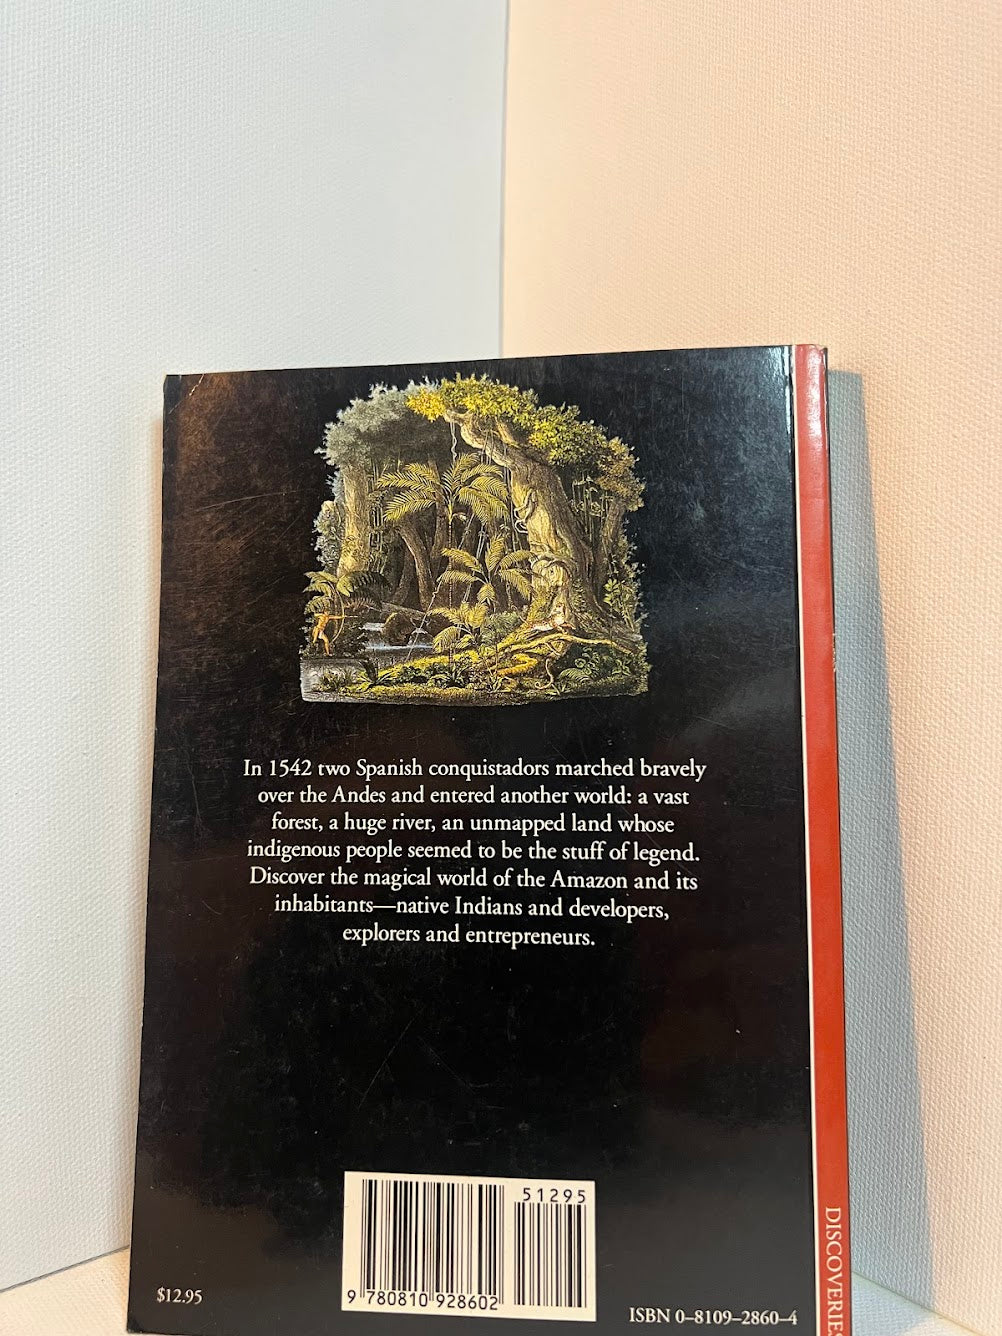 In 1542 two Spanish conquistadors marched bravely
over the Andes and entered another world: a vast
forest, a huge river, an unmapped land whose
indigenous people seemed to be the stuff of legend.
Discover the magical world of the Amazon and its
inhabitants—native Indians and developers,
explorers and entrepreneurs.
51295
9 780810 928602
$12.95
ISBN 0–8109–2860–4
DISCOVERIES